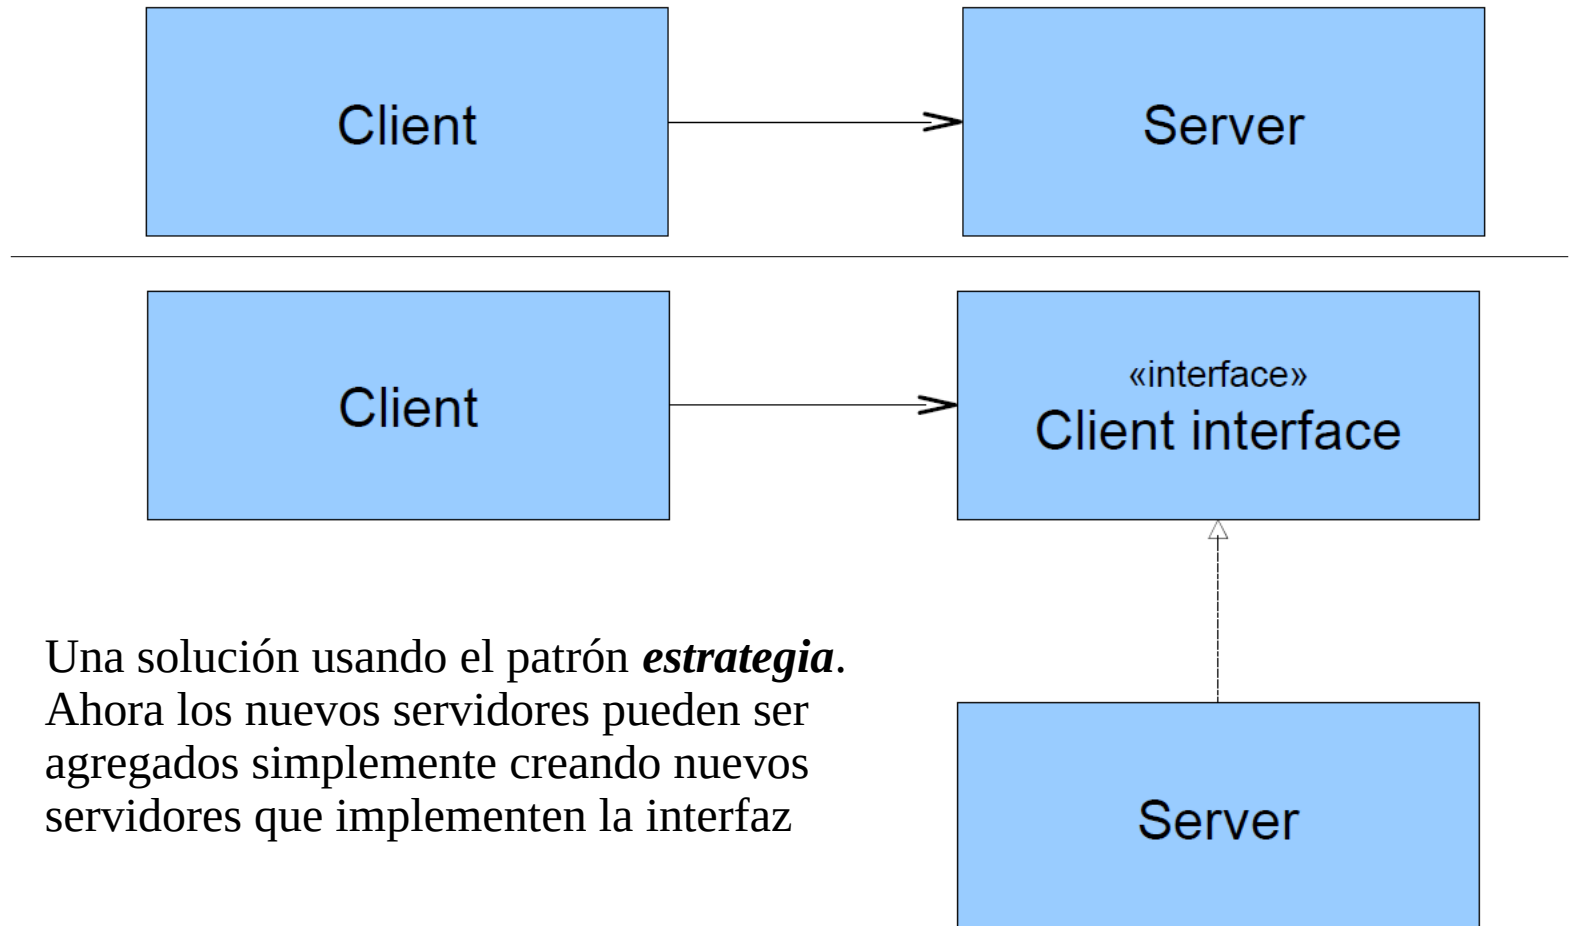 Client
Server
Client
«interface»
Client interface
Una solución usando el patrón estrategia.
Ahora los nuevos servidores pueden ser
agregados simplemente creando nuevos
servidores que implementen la interfaz
Server